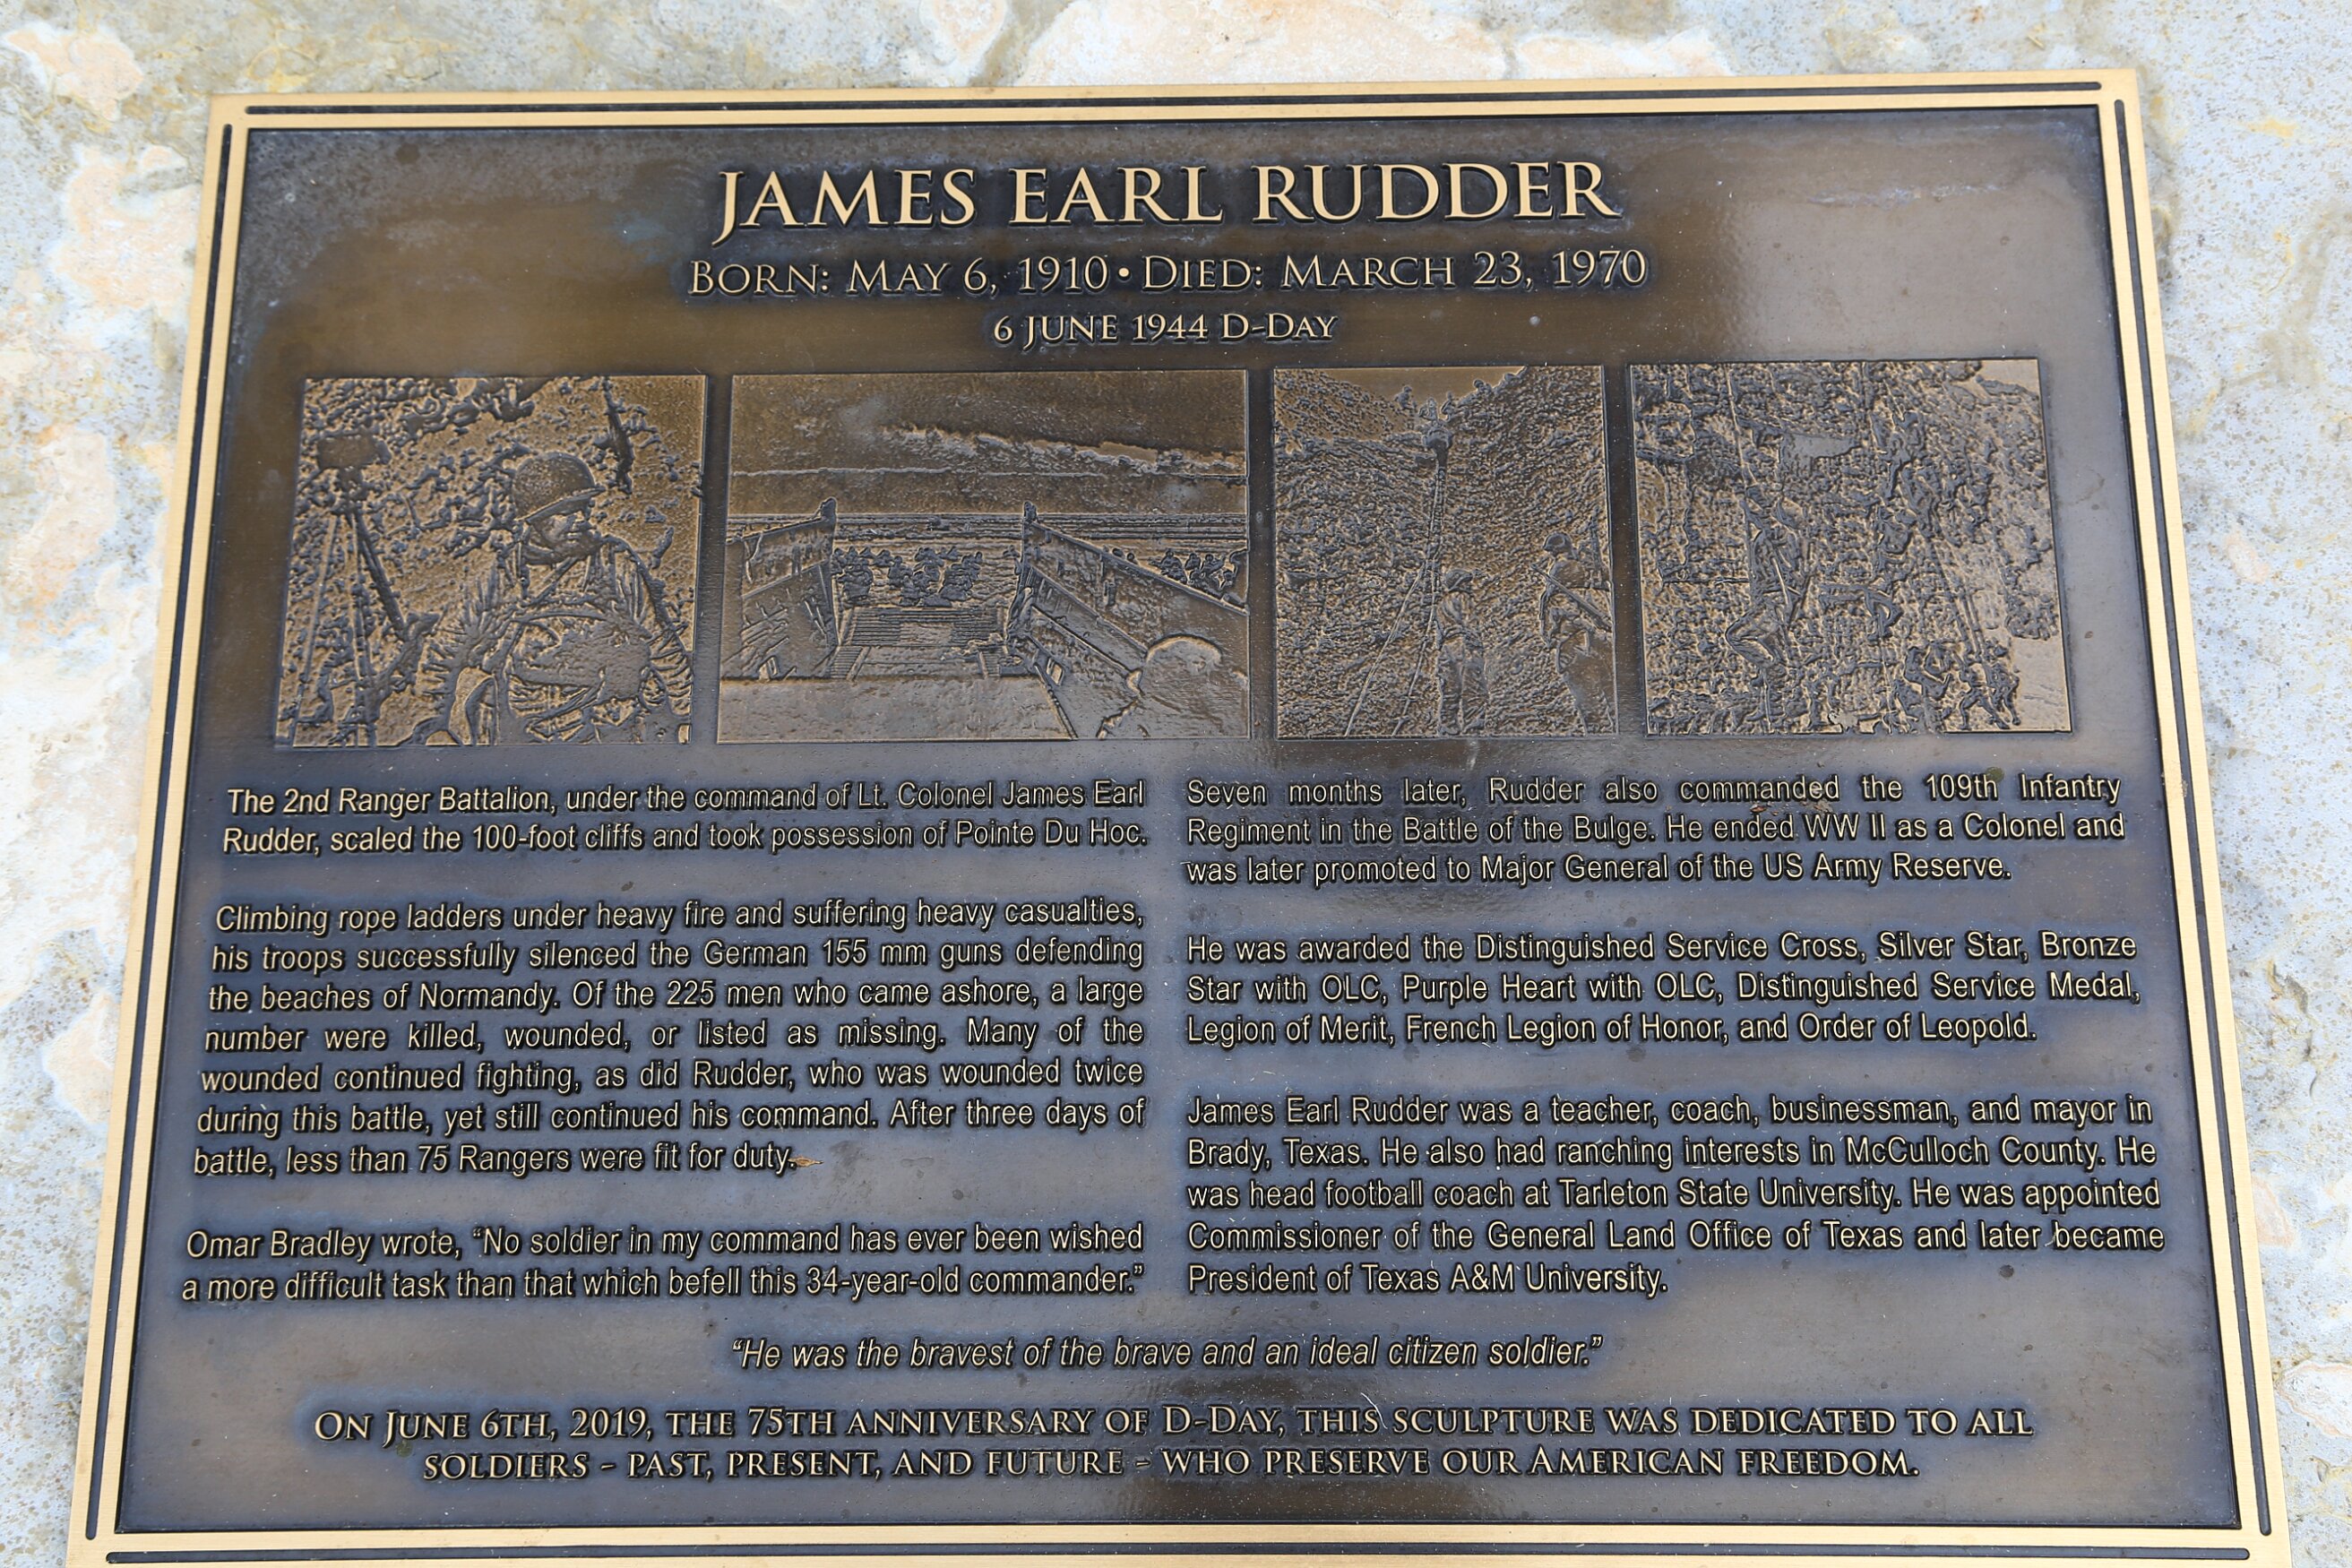 JAMES EARL RUDDER
BORN: MAY 6, 1910 • DIED: MARCH 23, 1970
6 JUNE 1944 D-DAY
The 2nd Ranger Battalion, under the command of Lt. Colonel James Earl
Rudder, scaled the 100-foot cliffs and took possession of Pointe Du Hoc.
Climbing rope ladders under heavy fire and suffering heavy casualties,
his troops successfully silenced the German 155 mm guns defending
the beaches of Normandy. Of the 225 men who came ashore, a large
number were killed, wounded, or listed as missing. Many of the
wounded continued fighting, as did Rudder, who was wounded twice
during this battle, yet still continued his command. After three days of
battle, less than 75 Rangers were fit for duty.
Omar Bradley wrote, “No soldier in my command has ever been wished
a more difficult task than that which befell this 34-year-old commander.”
Seven months later, Rudder also commanded the 109th Infantry
Regiment in the Battle of the Bulge. He ended WW II as a Colonel and
was later promoted to Major General of the US Army Reserve.
He was awarded the Distinguished Service Cross, Silver Star, Bronze
Star with OLC, Purple Heart with OLC, Distinguished Service Medal,
Legion of Merit, French Legion of Honor, and Order of Leopold.
James Earl Rudder was a teacher, coach, businessman, and mayor in
Brady, Texas. He also had ranching interests in McCulloch County. He
was head football coach at Tarleton State University. He was appointed
Commissioner of the General Land Office of Texas and later became
President of Texas A&M University.
“He was the bravest of the brave and an ideal citizen soldier.”
ON JUNE 6TH, 2019, THE 75TH ANNIVERSARY OF D-DAY, THIS SCULPTURE WAS DEDICATED TO ALL
SOLDIERS - PAST, PRESENT, AND FUTURE - WHO PRESERVE OUR AMERICAN FREEDOM.